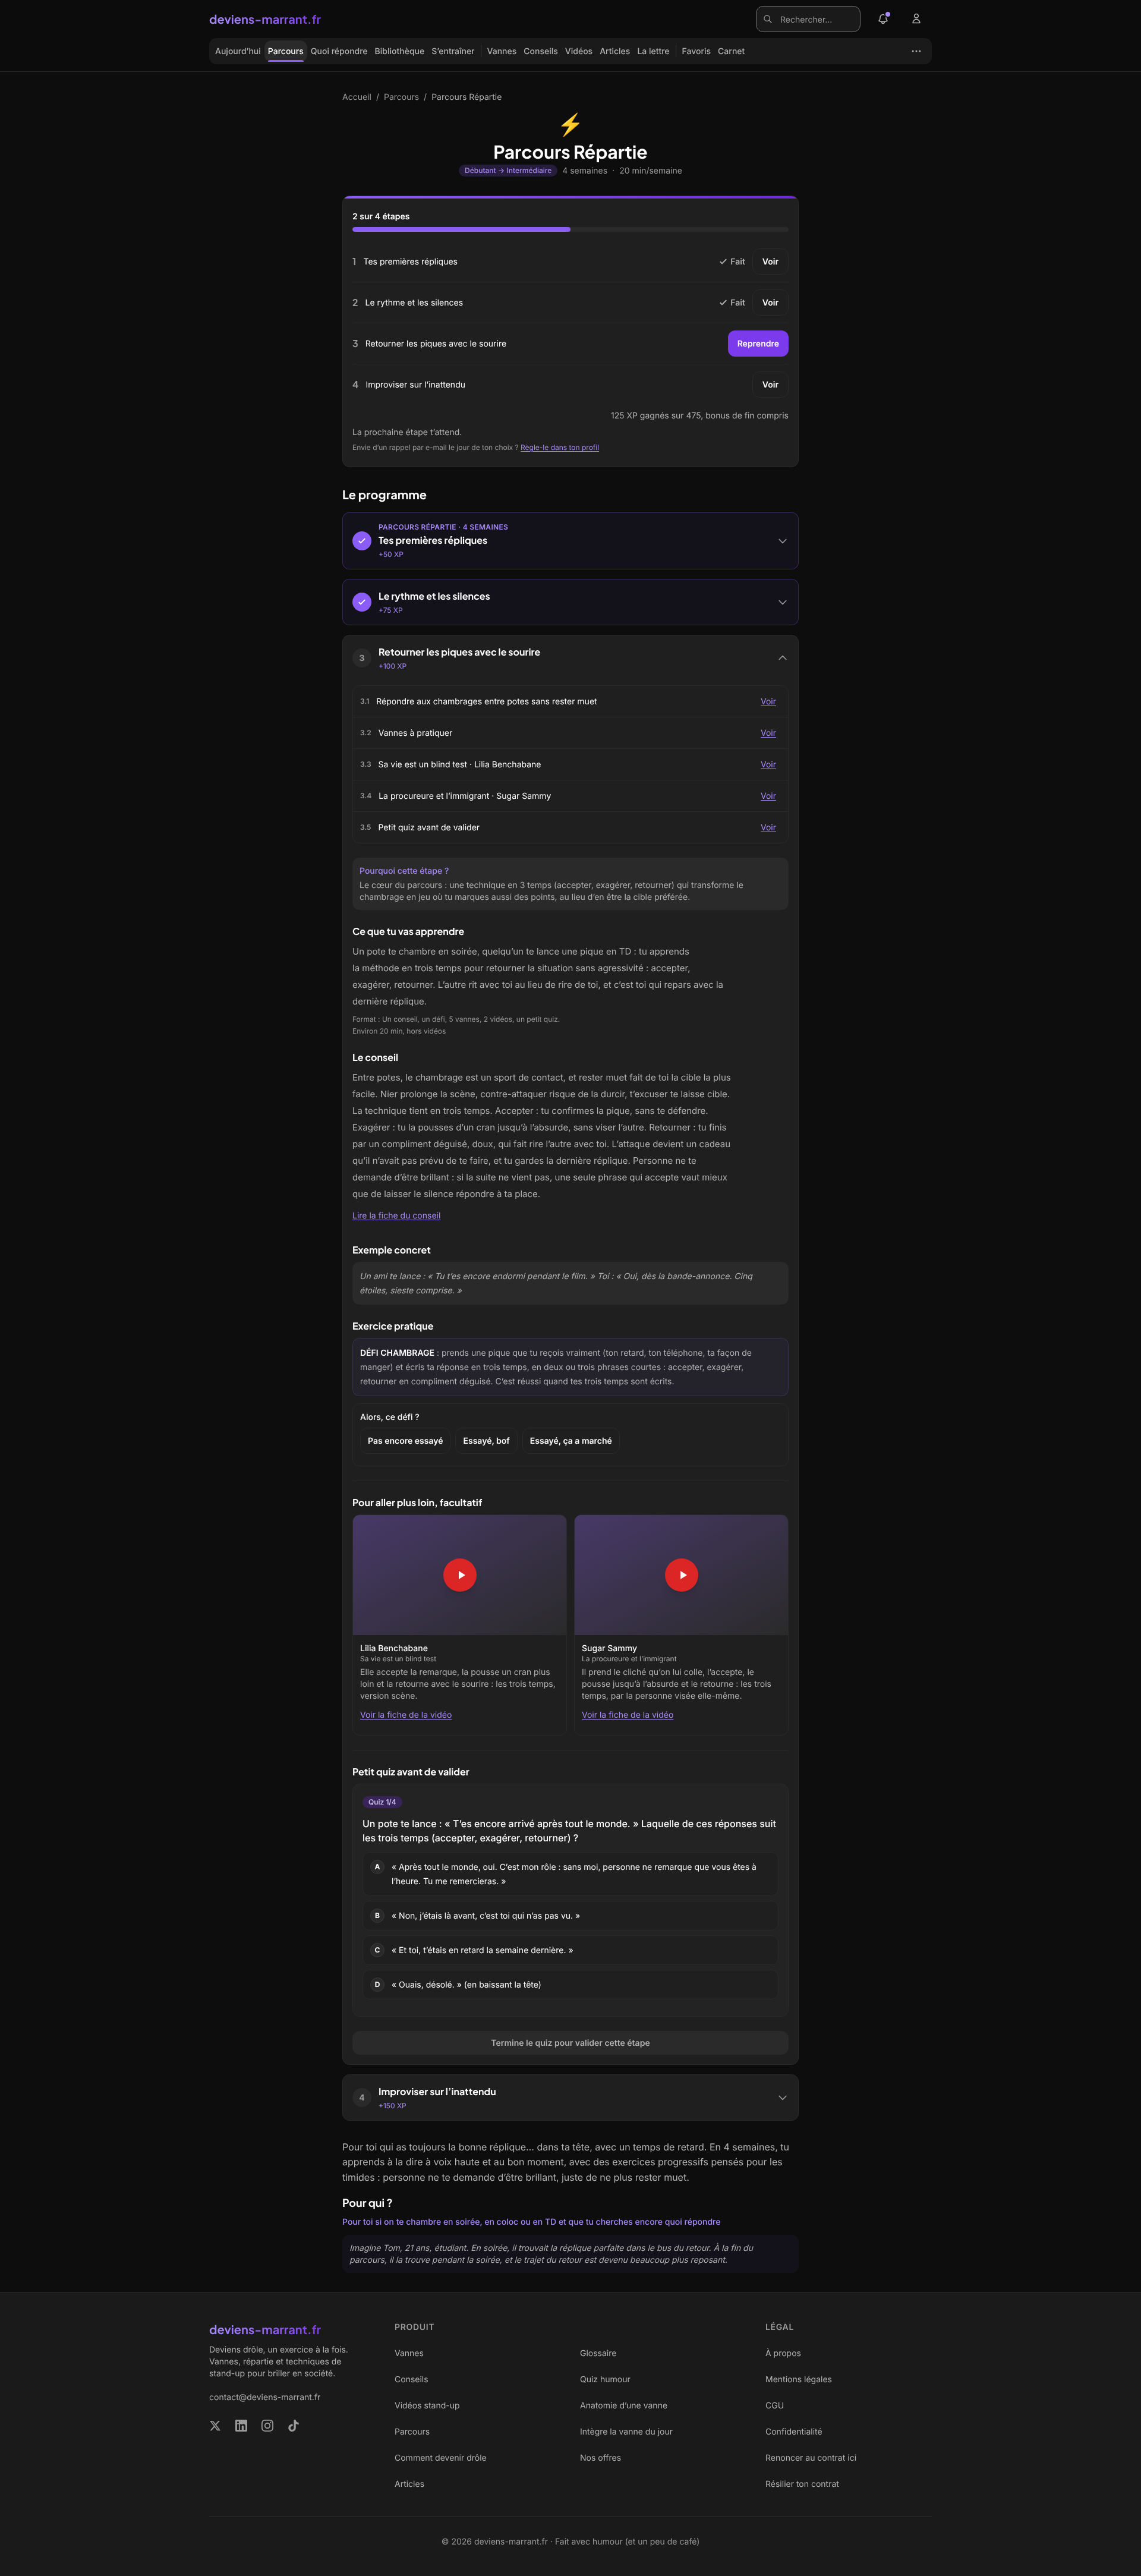 deviens-marrant.fr
Rechercher...
Aujourd'hui Parcours Quoi répondre Bibliothèque S'entraîner Vannes Conseils Vidéos Articles La lettre Favoris Carnet
Accueil / Parcours / Parcours Répartie
Parcours Répartie
Débutant → Intermédiaire 4 semaines · 20 min/semaine
2 sur 4 étapes
1 Tes premières répliques Fait Voir
2 Le rythme et les silences Fait Voir
3 Retourner les piques avec le sourire Reprendre
4 Improviser sur l'inattendu Voir
125 XP gagnés sur 475, bonus de fin compris
La prochaine étape t'attend.
Envie d'un rappel par e-mail le jour de ton choix ? Règle-le dans ton profil
Le programme
PARCOURS RÉPARTIE · 4 SEMAINES
Tes premières répliques
+50 XP
Le rythme et les silences
+75 XP
3 Retourner les piques avec le sourire
+100 XP
3.1 Répondre aux chambrages entre potes sans rester muet Voir
3.2 Vannes à pratiquer Voir
3.3 Sa vie est un blind test · Lilia Benchabane Voir
3.4 La procureure et l'immigrant · Sugar Sammy Voir
3.5 Petit quiz avant de valider Voir
Pourquoi cette étape ?
Le cœur du parcours : une technique en 3 temps (accepter, exagérer, retourner) qui transforme le
chambrage en jeu où tu marques aussi des points, au lieu d'en être la cible préférée.
Ce que tu vas apprendre
Un pote te chambre en soirée, quelqu'un te lance une pique en TD : tu apprends
la méthode en trois temps pour retourner la situation sans agressivité : accepter,
exagérer, retourner. L'autre rit avec toi au lieu de rire de toi, et c'est toi qui repars avec la
dernière réplique.
Format : Un conseil, un défi, 5 vannes, 2 vidéos, un petit quiz.
Environ 20 min, hors vidéos
Le conseil
Entre potes, le chambrage est un sport de contact, et rester muet fait de toi la cible la plus
facile. Nier prolonge la scène, contre-attaquer risque de la durcir, t'excuser te laisse cible.
La technique tient en trois temps. Accepter : tu confirmes la pique, sans te défendre.
Exagérer : tu la pousses d'un cran jusqu'à l'absurde, sans viser l'autre. Retourner : tu finis
par un compliment déguisé, doux, qui fait rire l'autre avec toi. L'attaque devient un cadeau
qu'il n'avait pas prévu de te faire, et tu gardes la dernière réplique. Personne ne te
demande d'être brillant : si la suite ne vient pas, une seule phrase qui accepte vaut mieux
que de laisser le silence répondre à ta place.
Lire la fiche du conseil
Exemple concret
Un ami te lance : « Tu t'es encore endormi pendant le film. » Toi : « Oui, dès la bande-annonce. Cinq
étoiles, sieste comprise. »
Exercice pratique
DÉFI CHAMBRAGE : prends une pique que tu reçois vraiment (ton retard, ton téléphone, ta façon de
manger) et écris ta réponse en trois temps, en deux ou trois phrases courtes : accepter, exagérer,
retourner en compliment déguisé. C'est réussi quand tes trois temps sont écrits.
Alors, ce défi ?
Pas encore essayé Essayé, bof Essayé, ça a marché
Pour aller plus loin, facultatif
Lilia Benchabane
Sa vie est un blind test
Elle accepte la remarque, la pousse un cran plus
loin et la retourne avec le sourire : les trois temps,
version scène.
Voir la fiche de la vidéo
Sugar Sammy
La procureure et l'immigrant
Il prend le cliché qu'on lui colle, l'accepte, le
pousse jusqu'à l'absurde et le retourne : les trois
temps, par la personne visée elle-même.
Voir la fiche de la vidéo
Petit quiz avant de valider
Quiz 1/4
Un pote te lance : « T'es encore arrivé après tout le monde. » Laquelle de ces réponses suit
les trois temps (accepter, exagérer, retourner) ?
A « Après tout le monde, oui. C'est mon rôle : sans moi, personne ne remarque que vous êtes à
l'heure. Tu me remercieras. »
B « Non, j'étais là avant, c'est toi qui n'as pas vu. »
C « Et toi, t'étais en retard la semaine dernière. »
D « Ouais, désolé. » (en baissant la tête)
Termine le quiz pour valider cette étape
4 Improviser sur l'inattendu
+150 XP
Pour toi qui as toujours la bonne réplique... dans ta tête, avec un temps de retard. En 4 semaines, tu
apprends à la dire à voix haute et au bon moment, avec des exercices progressifs pensés pour les
timides : personne ne te demande d'être brillant, juste de ne plus rester muet.
Pour qui ?
Pour toi si on te chambre en soirée, en coloc ou en TD et que tu cherches encore quoi répondre
Imagine Tom, 21 ans, étudiant. En soirée, il trouvait la réplique parfaite dans le bus du retour. À la fin du
parcours, il la trouve pendant la soirée, et le trajet du retour est devenu beaucoup plus reposant.
deviens-marrant.fr
Deviens drôle, un exercice à la fois.
Vannes, répartie et techniques de
stand-up pour briller en société.
contact@deviens-marrant.fr
PRODUIT
Vannes
Conseils
Vidéos stand-up
Parcours
Comment devenir drôle
Articles
Glossaire
Quiz humour
Anatomie d'une vanne
Intègre la vanne du jour
Nos offres
LÉGAL
À propos
Mentions légales
CGU
Confidentialité
Renoncer au contrat ici
Résilier ton contrat
© 2026 deviens-marrant.fr · Fait avec humour (et un peu de café)